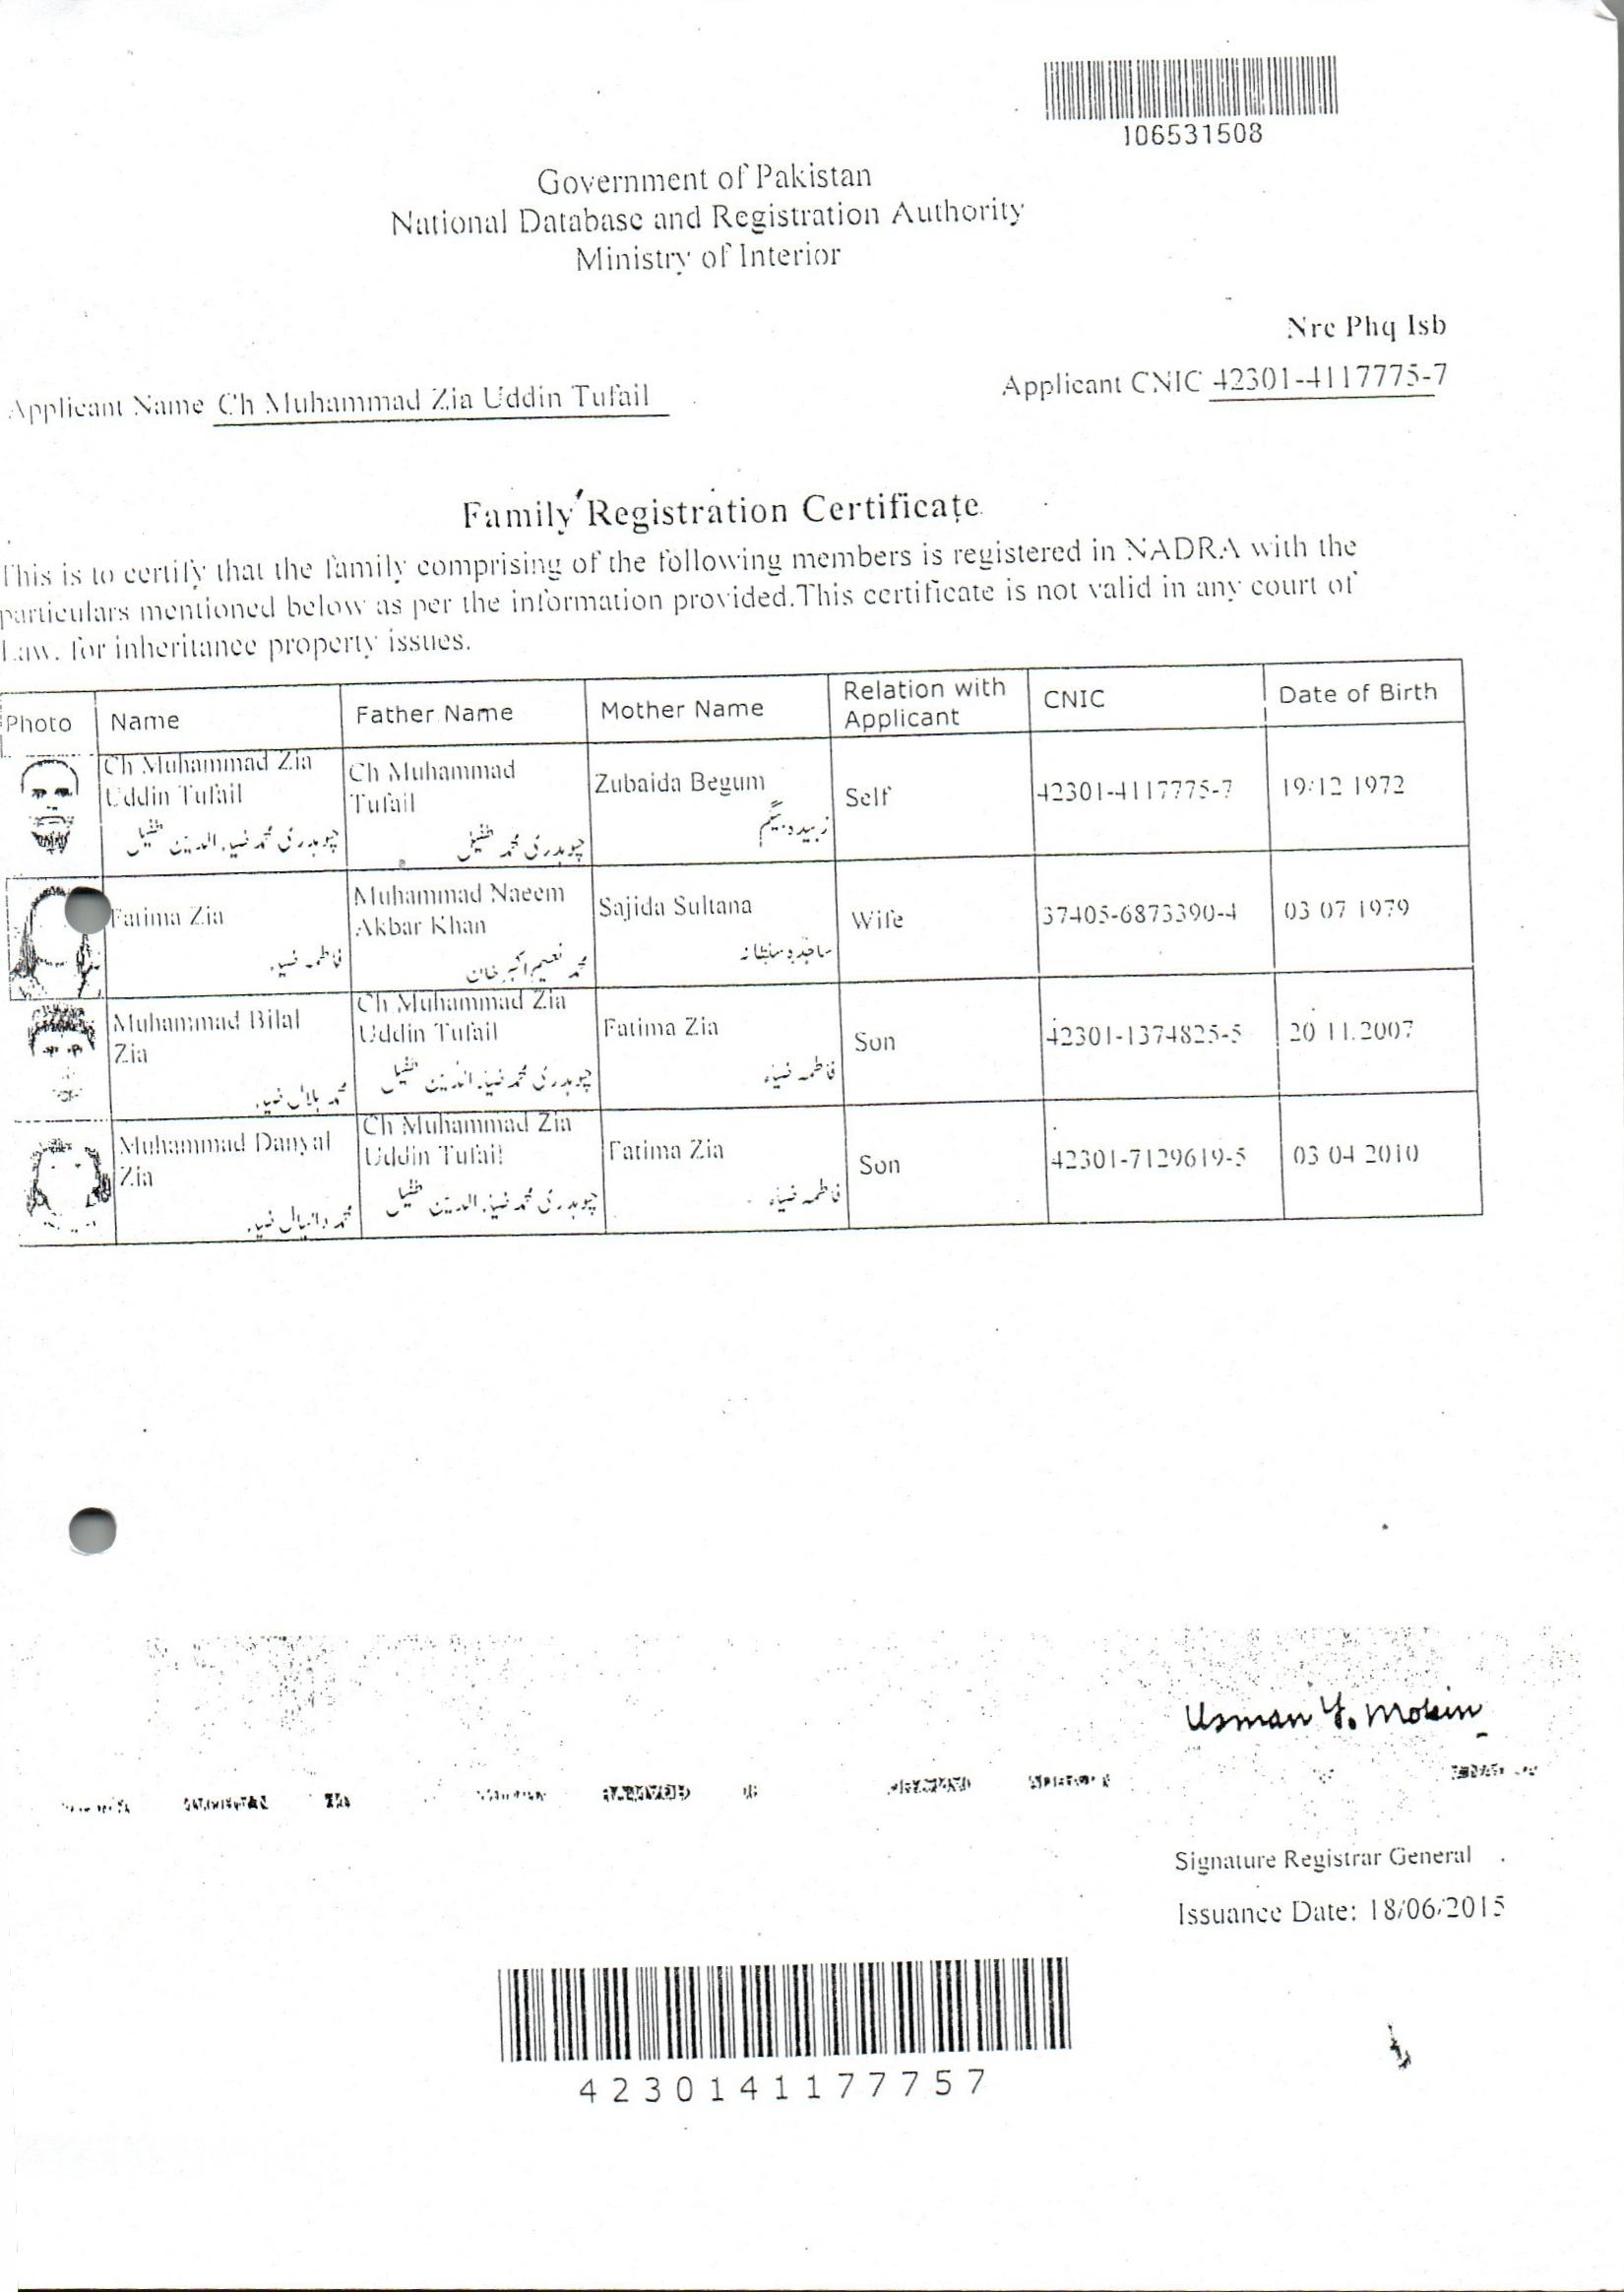 106531508
Government of Pakistan
National Database and Registration Authority
Ministry of Interior
Nrc Phq Isb
Applicant Name Ch Muhammad Zia Uddin Tufail
Applicant CNIC 42301-4117775-7
Family Registration Certificate
This is to certify that the family comprising of the following members is registered in NADRA with the
particulars mentioned below as per the information provided.This certificate is not valid in any court of
Law. for inheritance property issues.
Photo Name Father Name Mother Name Relation with Applicant CNIC Date of Birth
Ch Muhammad Zia Uddin Tufail Ch Muhammad Tufail Zubaida Begum Self 42301-4117775-7 19/12 1972
چوہدری محمد ضیاء الدین طفیل چوہدری محمد طفیل زبیدہ بیگم
Fatima Zia Muhammad Naeem Akbar Khan Sajida Sultana Wife 37405-6873390-4 03 07 1979
فاطمہ ضیاء محمد نعیم اکبر خان ساجدہ سلطانہ
Muhammad Bilal Zia Ch Muhammad Zia Uddin Tufail Fatima Zia Son 42301-1374825-5 20 11.2007
محمد بلال ضیاء چوہدری محمد ضیاء الدین طفیل فاطمہ ضیاء
Muhammad Danyal Zia Ch Muhammad Zia Uddin Tufail Fatima Zia Son 42301-7129619-5 03 04 2010
محمد دانیال ضیاء چوہدری محمد ضیاء الدین طفیل فاطمہ ضیاء
Usman Y. Mobin
Signature Registrar General
Issuance Date: 18/06/2015
4230141177757